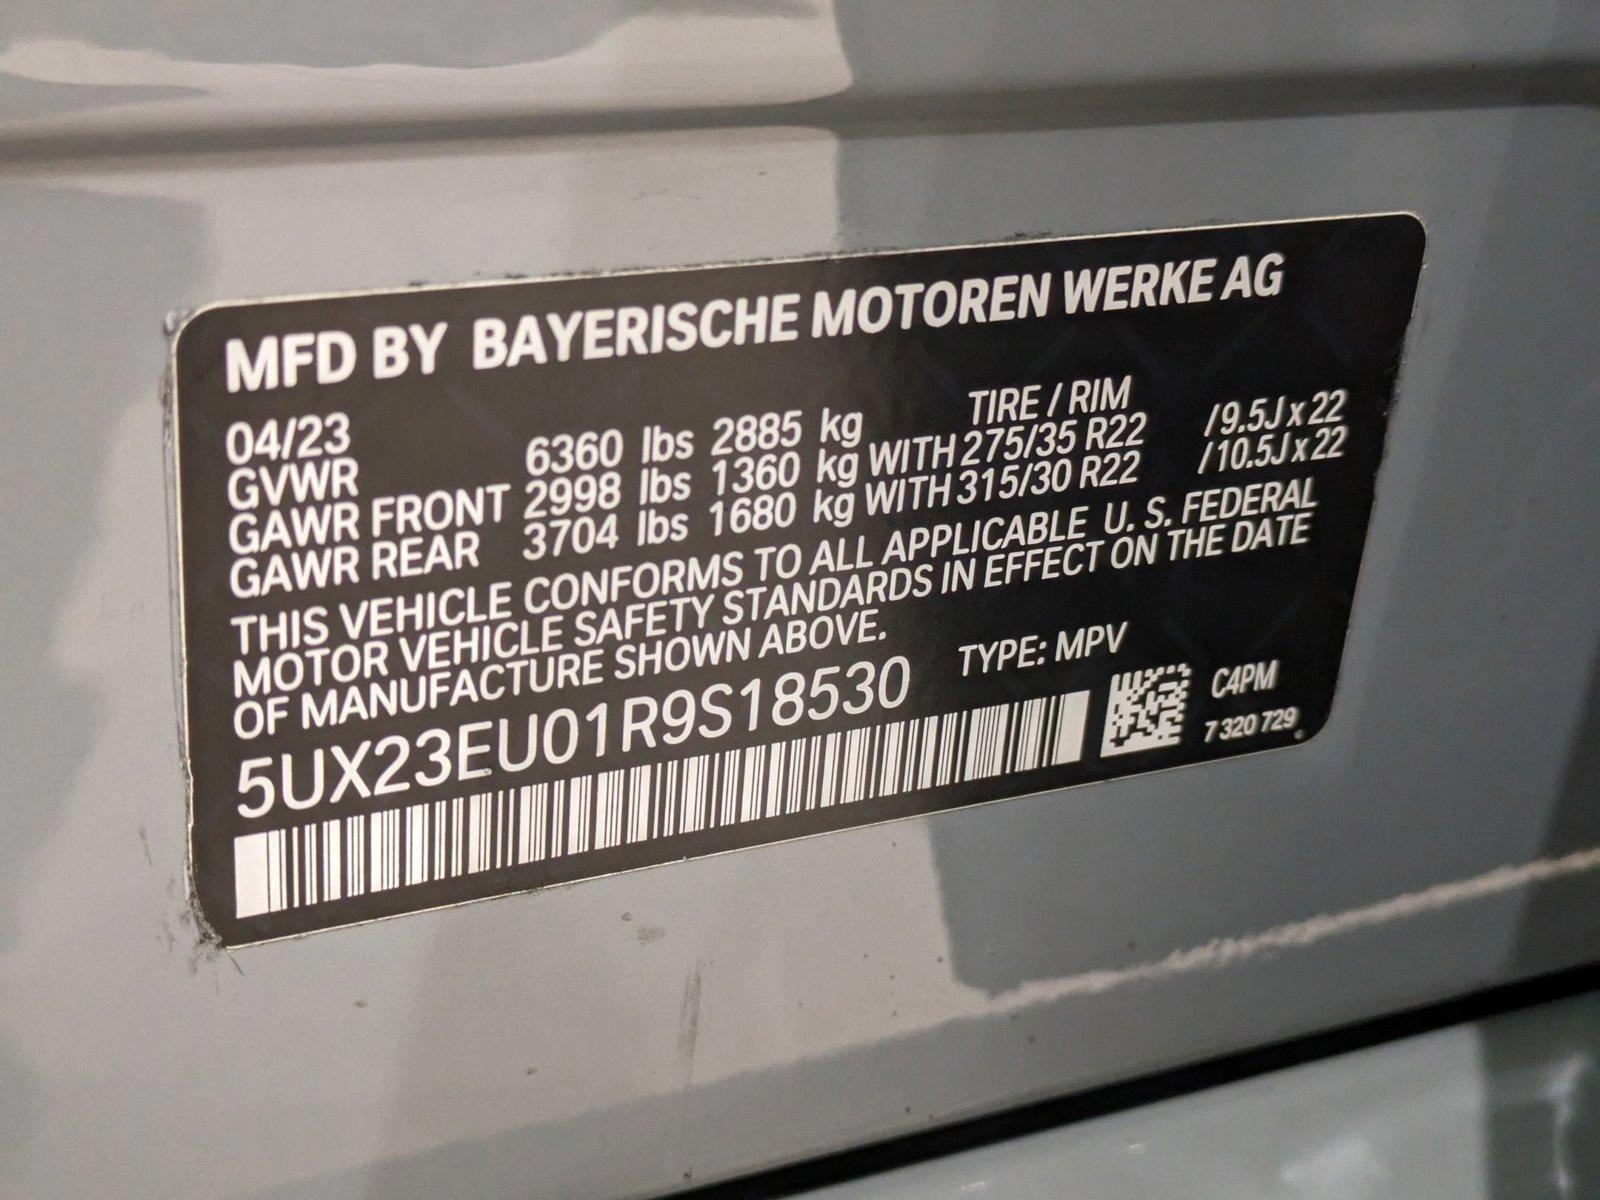 MFD BY BAYERISCHE MOTOREN WERKE AG
04/23 TIRE / RIM
GVWR 6360 lbs 2885 kg
GAWR FRONT 2998 lbs 1360 kg WITH 275/35 R22 /9.5J x 22
GAWR REAR 3704 lbs 1680 kg WITH 315/30 R22 /10.5J x 22
THIS VEHICLE CONFORMS TO ALL APPLICABLE U. S. FEDERAL
MOTOR VEHICLE SAFETY STANDARDS IN EFFECT ON THE DATE
OF MANUFACTURE SHOWN ABOVE.
5UX23EU01R9S18530 TYPE: MPV
C4PM
7 320 729